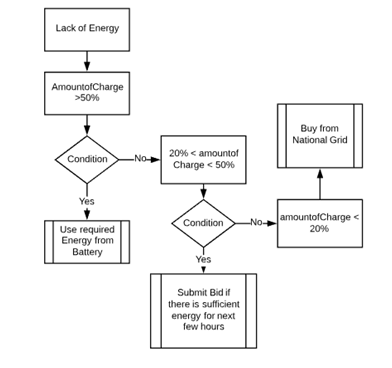 Lack of Energy
AmountofCharge
>50%
Condition
No
Yes
Use required
Energy from
Battery
20% < amountof
Charge < 50%
Condition
No
Yes
Submit Bid if
there is sufficient
energy for next
few hours
amountofCharge <
20%
Buy from
National Grid